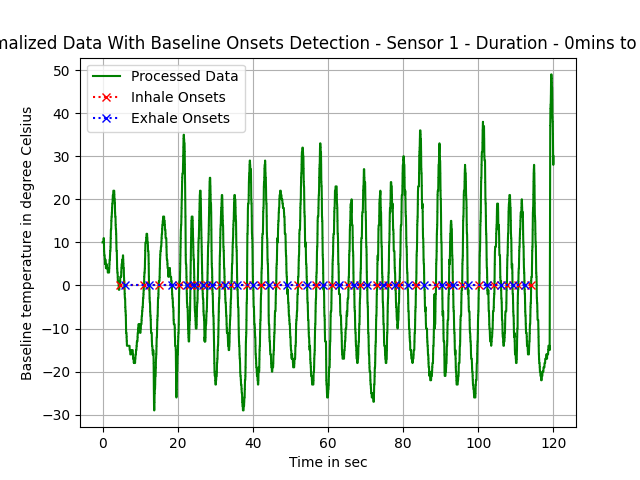 malized Data With Baseline Onsets Detection - Sensor 1 - Duration - 0mins to
Processed Data
Inhale Onsets
Exhale Onsets
Baseline temperature in degree Celsius
50
40
30
20
10
0
−10
−20
−30
0 20 40 60 80 100 120
Time in sec